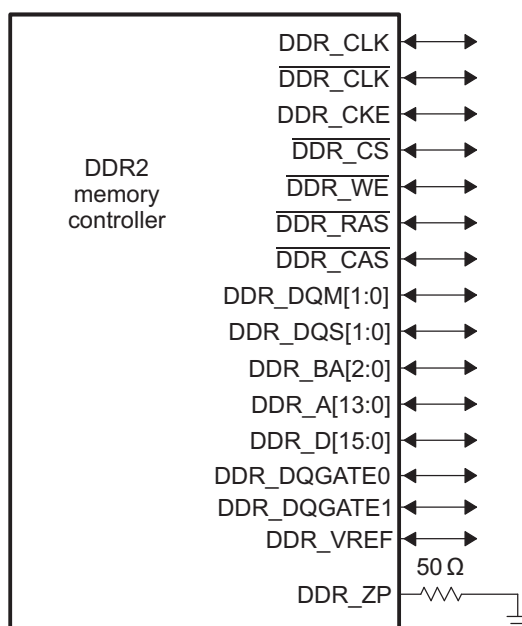 DDR_CLK
DDR_CLK
DDR_CKE
DDR_CS
DDR2
memory
controller
DDR_WE
DDR_RAS
DDR_CAS
DDR_DQM[1:0]
DDR_DQS[1:0]
DDR_BA[2:0]
DDR_A[13:0]
DDR_D[15:0]
DDR_DQGATE0
DDR_DQGATE1
DDR_VREF
50 Ω
DDR_ZP